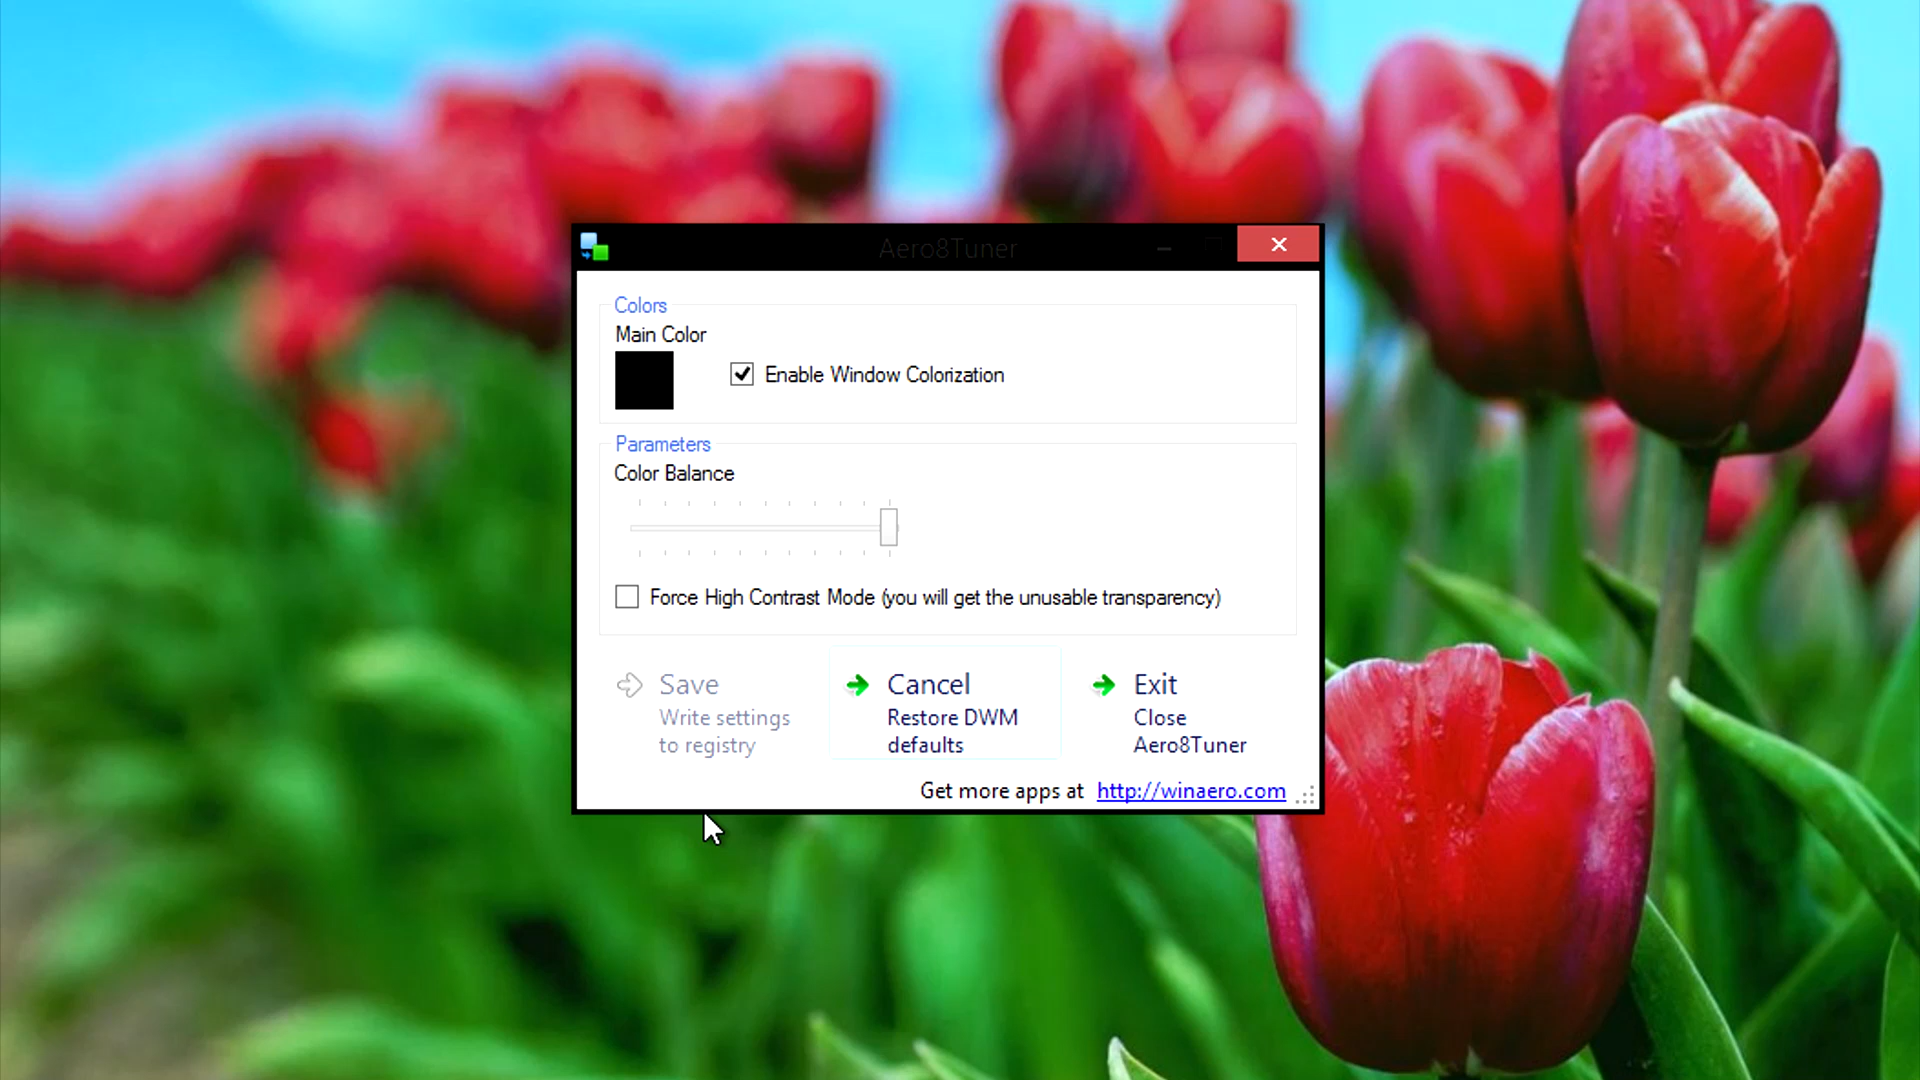 Aero8Tuner
Colors
Main Color
Enable Window Colorization
Parameters
Color Balance
Force High Contrast Mode (you will get the unusable transparency)
Save
Write settings
to registry
Cancel
Restore DWM
defaults
Exit
Close
Aero8Tuner
Get more apps at http://winaero.com